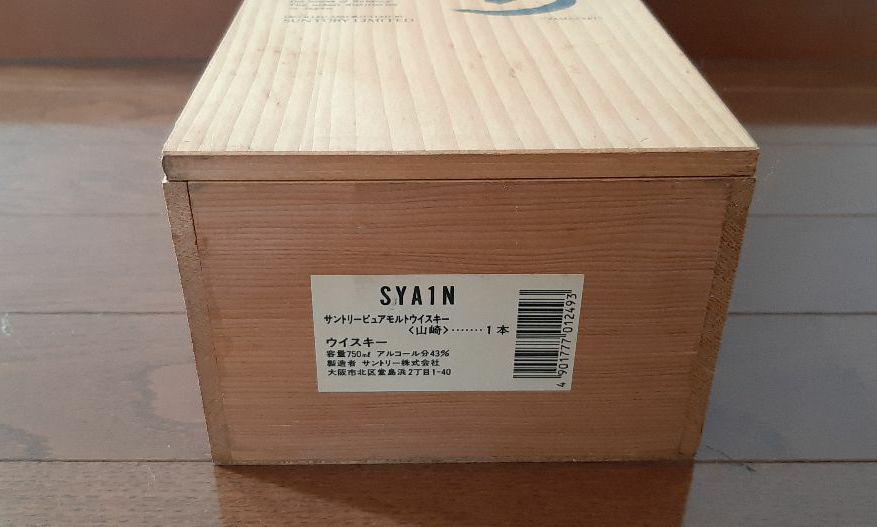 in Japan
SUNTORY LIMITED
SYA1N
サントリーピュアモルトウイスキー
〈山崎〉‥‥‥‥1本
ウイスキー
容量750㎖ アルコール分43%
製造者 サントリー株式会社
大阪市北区堂島浜2丁目1-40
4 901777 012493